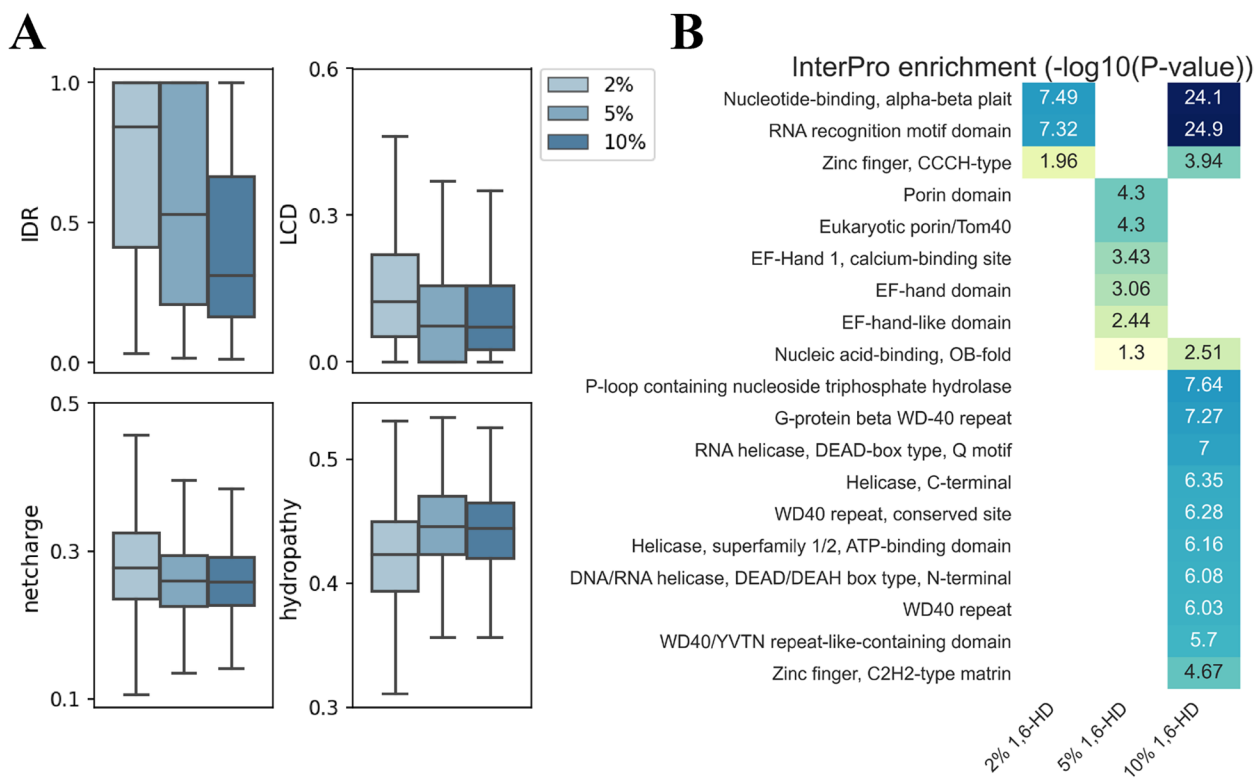 A
1.0
0.5
0.0
IDR
0.6
0.3
0.0
LCD
2%
5%
10%
0.5
0.3
0.1
netcharge
0.5
0.4
0.3
hydropathy
B
InterPro enrichment (-log10(P-value))
Nucleotide-binding, alpha-beta plait 7.49 24.1
RNA recognition motif domain 7.32 24.9
Zinc finger, CCCH-type 1.96 3.94
Porin domain 4.3
Eukaryotic porin/Tom40 4.3
EF-Hand 1, calcium-binding site 3.43
EF-hand domain 3.06
EF-hand-like domain 2.44
Nucleic acid-binding, OB-fold 1.3 2.51
P-loop containing nucleoside triphosphate hydrolase 7.64
G-protein beta WD-40 repeat 7.27
RNA helicase, DEAD-box type, Q motif 7
Helicase, C-terminal 6.35
WD40 repeat, conserved site 6.28
Helicase, superfamily 1/2, ATP-binding domain 6.16
DNA/RNA helicase, DEAD/DEAH box type, N-terminal 6.08
WD40 repeat 6.03
WD40/YVTN repeat-like-containing domain 5.7
Zinc finger, C2H2-type matrin 4.67
2% 1,6-HD
5% 1,6-HD
10% 1,6-HD